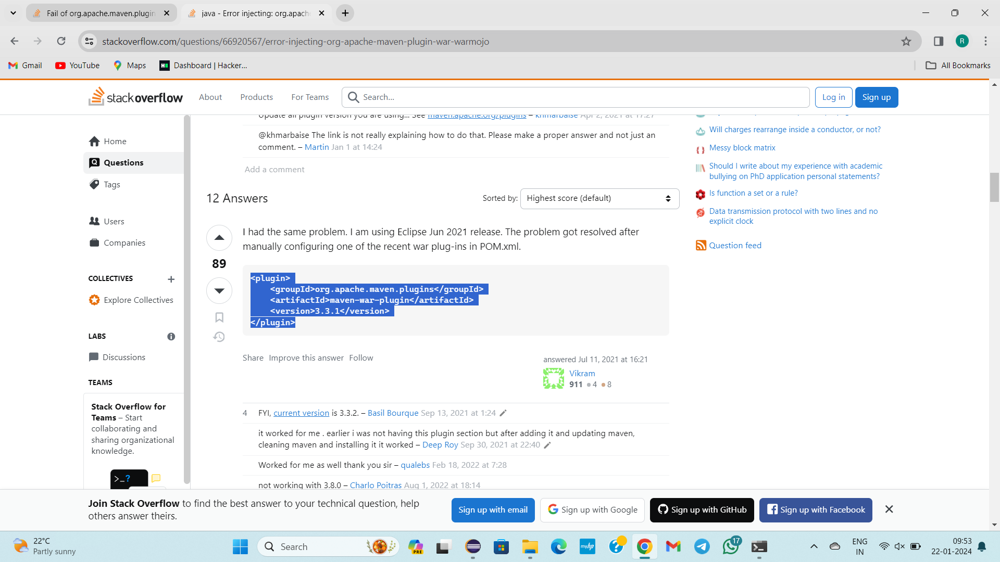 Fail of org.apache.maven.plugin
java - Error injecting: org.apach
stackoverflow.com/questions/66920567/error-injecting-org-apache-maven-plugin-war-warmojo
R
Gmail
YouTube
Maps
Dashboard | Hacker...
All Bookmarks
stackoverflow
About
Products
For Teams
Search...
Log in
Sign up
Home
Questions
Tags
Users
Companies
COLLECTIVES
Explore Collectives
LABS
Discussions
TEAMS
Stack Overflow for
Teams – Start
collaborating and
sharing organizational
knowledge.
>_?
Update all plugin version you are using... See maven.apache.org/plugins – khmarbaise Apr 2, 2021 at 17:27
@khmarbaise The link is not really explaining how to do that. Please make a proper answer and not just an
comment. – Martin Jan 1 at 14:24
Add a comment
12 Answers
Sorted by:
Highest score (default)
I had the same problem. I am using Eclipse Jun 2021 release. The problem got resolved after
manually configuring one of the recent war plug-ins in POM.xml.
89
<plugin>
<groupId>org.apache.maven.plugins</groupId>
<artifactId>maven-war-plugin</artifactId>
<version>3.3.1</version>
</plugin>
Share Improve this answer Follow
answered Jul 11, 2021 at 16:21
Vikram
911 4 8
4 FYI, current version is 3.3.2. – Basil Bourque Sep 13, 2021 at 1:24
it worked for me . earlier i was not having this plugin section but after adding it and updating maven,
cleaning maven and installing it it worked – Deep Roy Sep 30, 2021 at 22:40
Worked for me as well thank you sir – qualebs Feb 18, 2022 at 7:28
not working with 3.8.0 – Charlo Poitras Aug 1, 2022 at 18:14
Will charges rearrange inside a conductor, or not?
Messy block matrix
Should I write about my experience with academic
bullying on PhD application personal statements?
Is function a set or a rule?
Data transmission protocol with two lines and no
explicit clock
Question feed
Join Stack Overflow to find the best answer to your technical question, help
others answer theirs.
Sign up with email
Sign up with Google
Sign up with GitHub
Sign up with Facebook
22°C
Partly sunny
Search
PRE
myhp
17
ENG
IN
09:53
22-01-2024